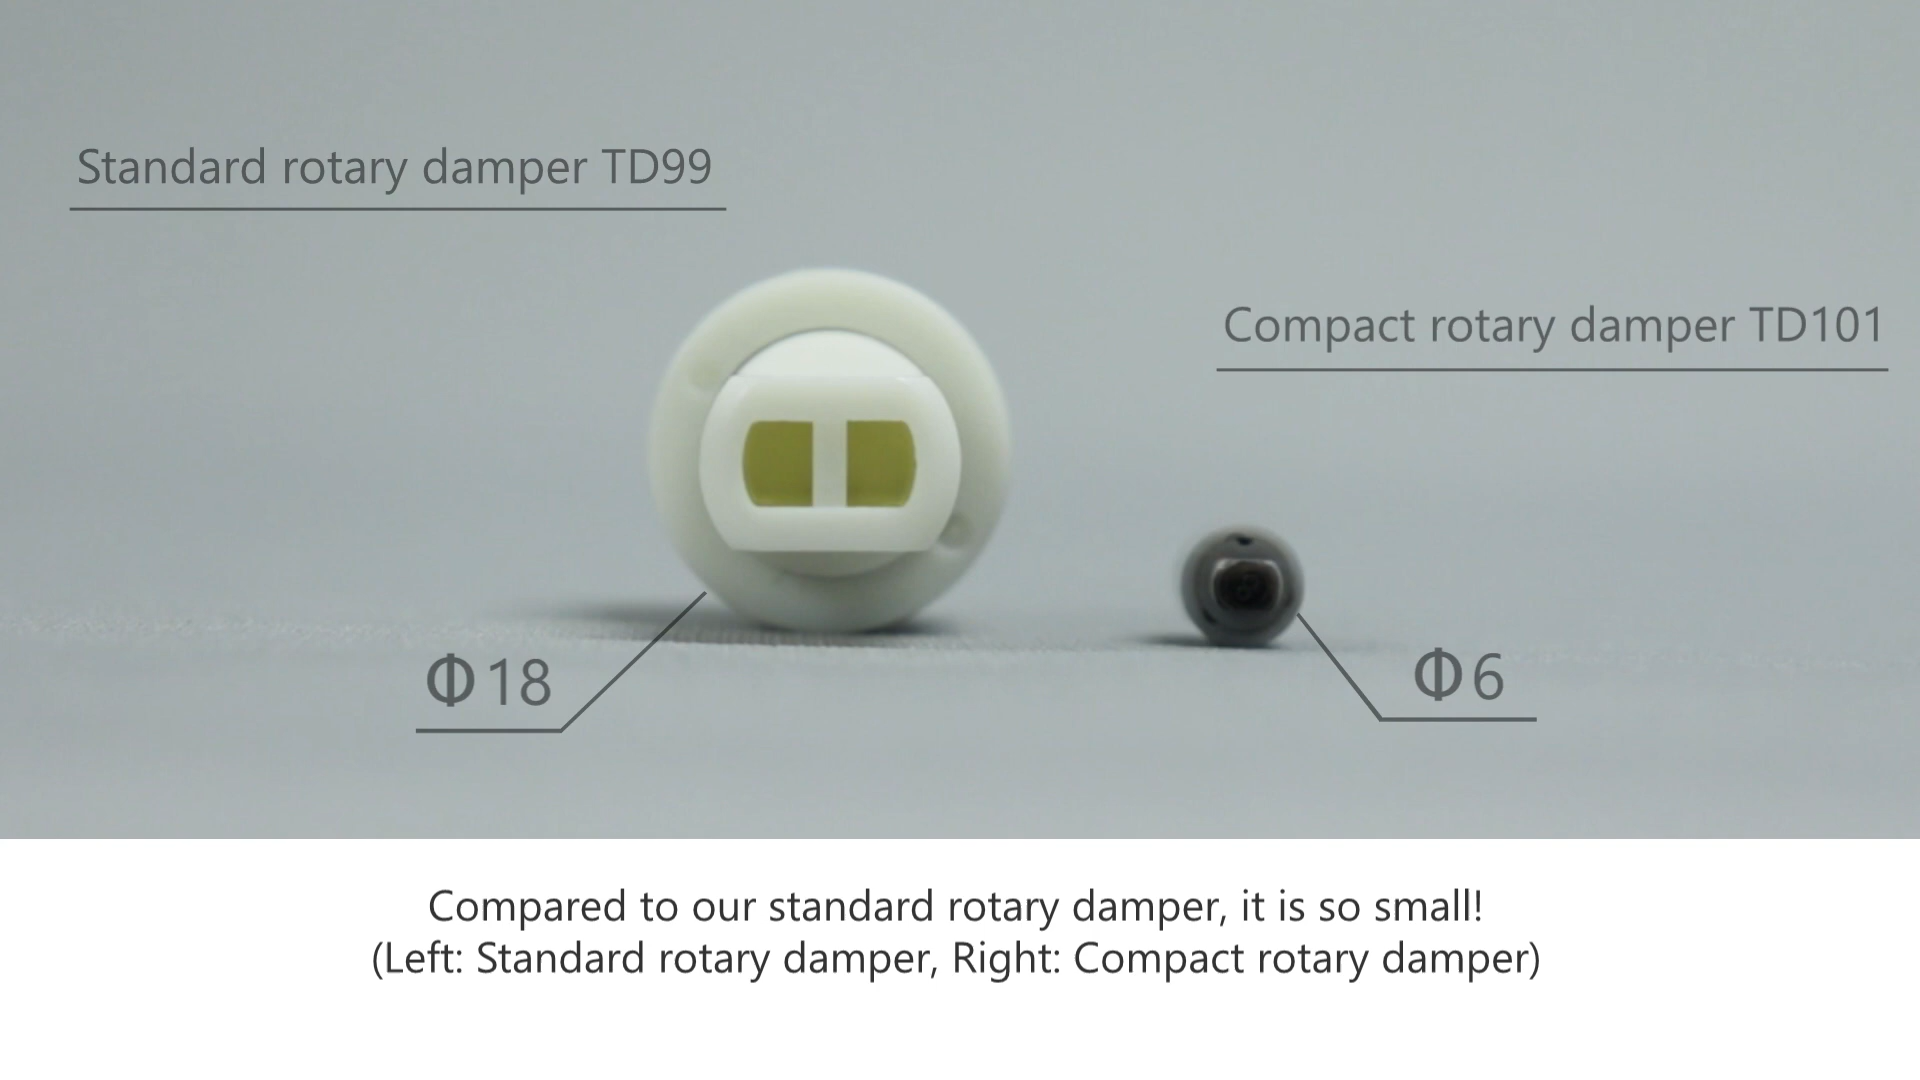 Standard rotary damper TD99
Compact rotary damper TD101
Φ18
Φ6
Compared to our standard rotary damper, it is so small!
(Left: Standard rotary damper, Right: Compact rotary damper)